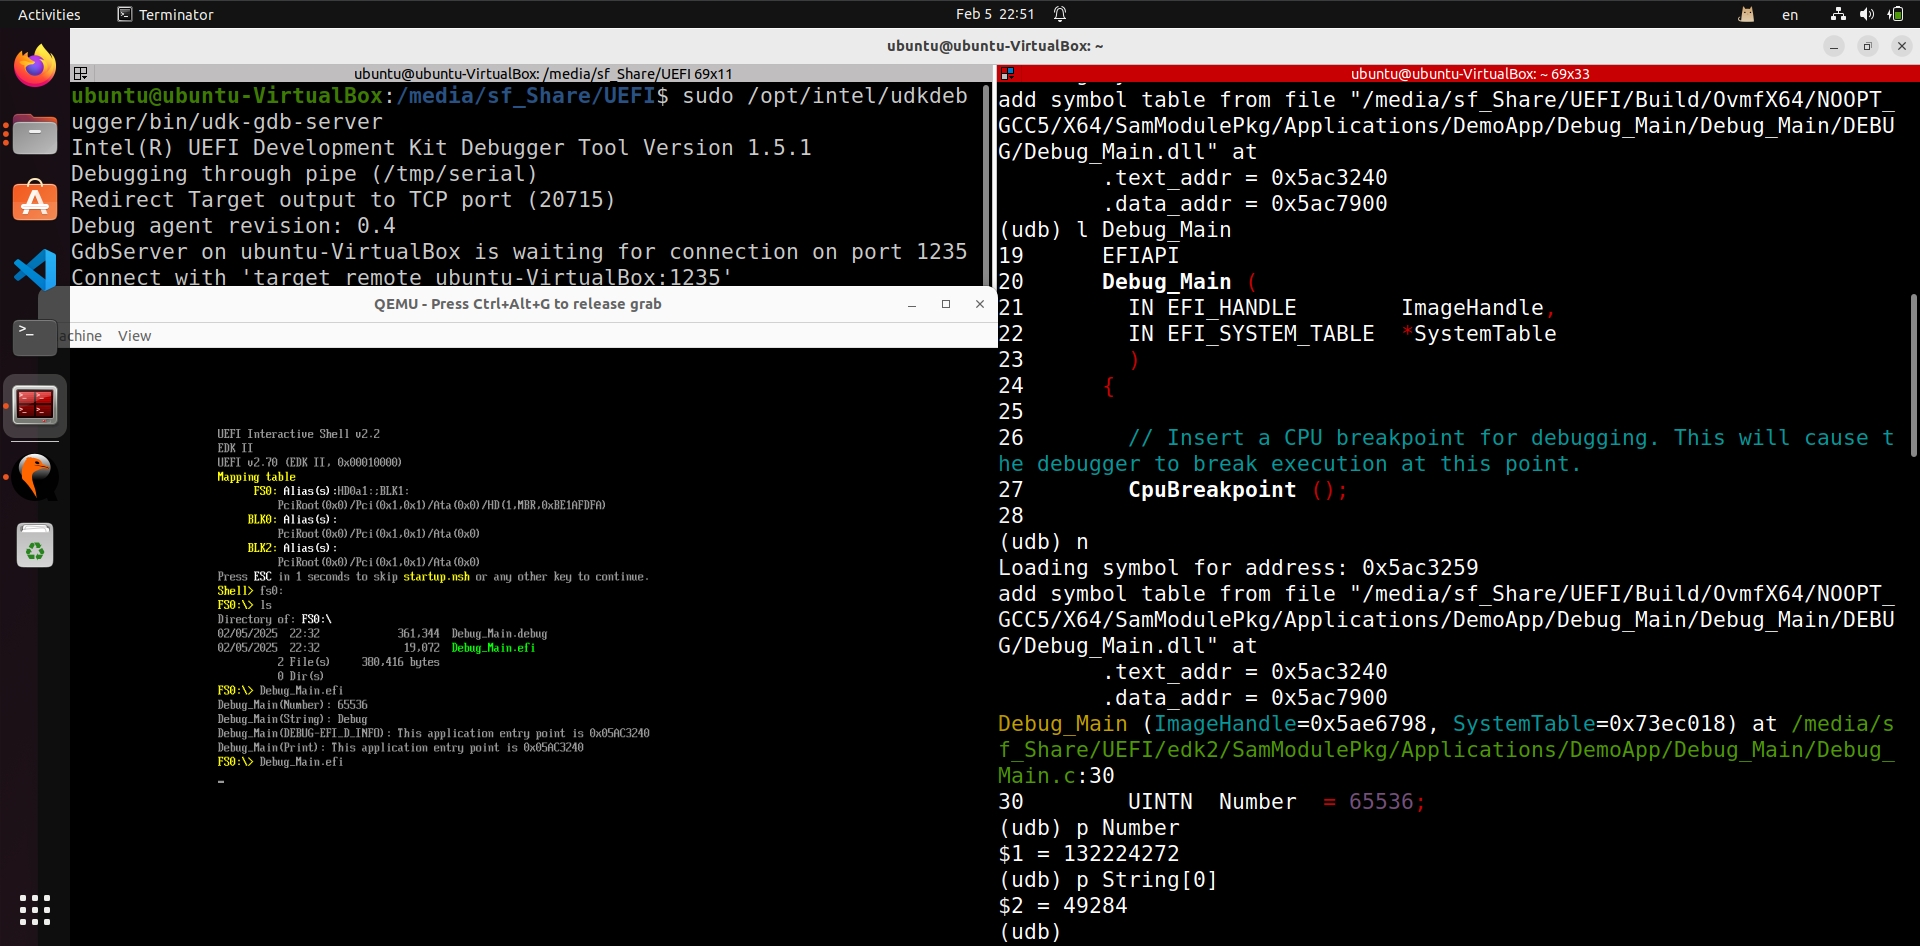 Activities
Terminator
Feb 5 22:51
en
ubuntu@ubuntu-VirtualBox: ~
ubuntu@ubuntu-VirtualBox: /media/sf_Share/UEFI 69x11
ubuntu@ubuntu-VirtualBox:/media/sf_Share/UEFI$ sudo /opt/intel/udkdeb
ugger/bin/udk-gdb-server
Intel(R) UEFI Development Kit Debugger Tool Version 1.5.1
Debugging through pipe (/tmp/serial)
Redirect Target output to TCP port (20715)
Debug agent revision: 0.4
GdbServer on ubuntu-VirtualBox is waiting for connection on port 1235
Connect with 'target remote ubuntu-VirtualBox:1235'
QEMU - Press Ctrl+Alt+G to release grab
achine View
UEFI Interactive Shell v2.2
EDK II
UEFI v2.70 (EDK II, 0x00010000)
Mapping table
FS0: Alias(s):HD0a1:;BLK1:
PciRoot(0x0)/Pci(0x1,0x1)/Ata(0x0)/HD(1,MBR,0xBE1AFDFA)
BLK0: Alias(s):
PciRoot(0x0)/Pci(0x1,0x1)/Ata(0x0)
BLK2: Alias(s):
PciRoot(0x0)/Pci(0x1,0x1)/Ata(0x0)
Press ESC in 1 seconds to skip startup.nsh or any other key to continue.
Shell> fs0:
FS0:\> ls
Directory of: FS0:\
02/05/2025 22:32 361,344 Debug_Main.debug
02/05/2025 22:32 19,072 Debug_Main.efi
2 File(s) 380,416 bytes
0 Dir(s)
FS0:\> Debug_Main.efi
Debug_Main(Number): 65536
Debug_Main(String): Debug
Debug_Main(DEBUG-EFI_D_INFO): This application entry point is 0x05AC3240
Debug_Main(Print): This application entry point is 0x05AC3240
FS0:\> Debug_Main.efi
_
ubuntu@ubuntu-VirtualBox: ~ 69x33
add symbol table from file "/media/sf_Share/UEFI/Build/OvmfX64/NOOPT_
GCC5/X64/SamModulePkg/Applications/DemoApp/Debug_Main/Debug_Main/DEBU
G/Debug_Main.dll" at
.text_addr = 0x5ac3240
.data_addr = 0x5ac7900
(udb) l Debug_Main
19 EFIAPI
20 Debug_Main (
21 IN EFI_HANDLE ImageHandle,
22 IN EFI_SYSTEM_TABLE *SystemTable
23 )
24 {
25
26 // Insert a CPU breakpoint for debugging. This will cause t
he debugger to break execution at this point.
27 CpuBreakpoint ();
28
(udb) n
Loading symbol for address: 0x5ac3259
add symbol table from file "/media/sf_Share/UEFI/Build/OvmfX64/NOOPT_
GCC5/X64/SamModulePkg/Applications/DemoApp/Debug_Main/Debug_Main/DEBU
G/Debug_Main.dll" at
.text_addr = 0x5ac3240
.data_addr = 0x5ac7900
Debug_Main (ImageHandle=0x5ae6798, SystemTable=0x73ec018) at /media/s
f_Share/UEFI/edk2/SamModulePkg/Applications/DemoApp/Debug_Main/Debug_
Main.c:30
30 UINTN Number = 65536;
(udb) p Number
$1 = 132224272
(udb) p String[0]
$2 = 49284
(udb)